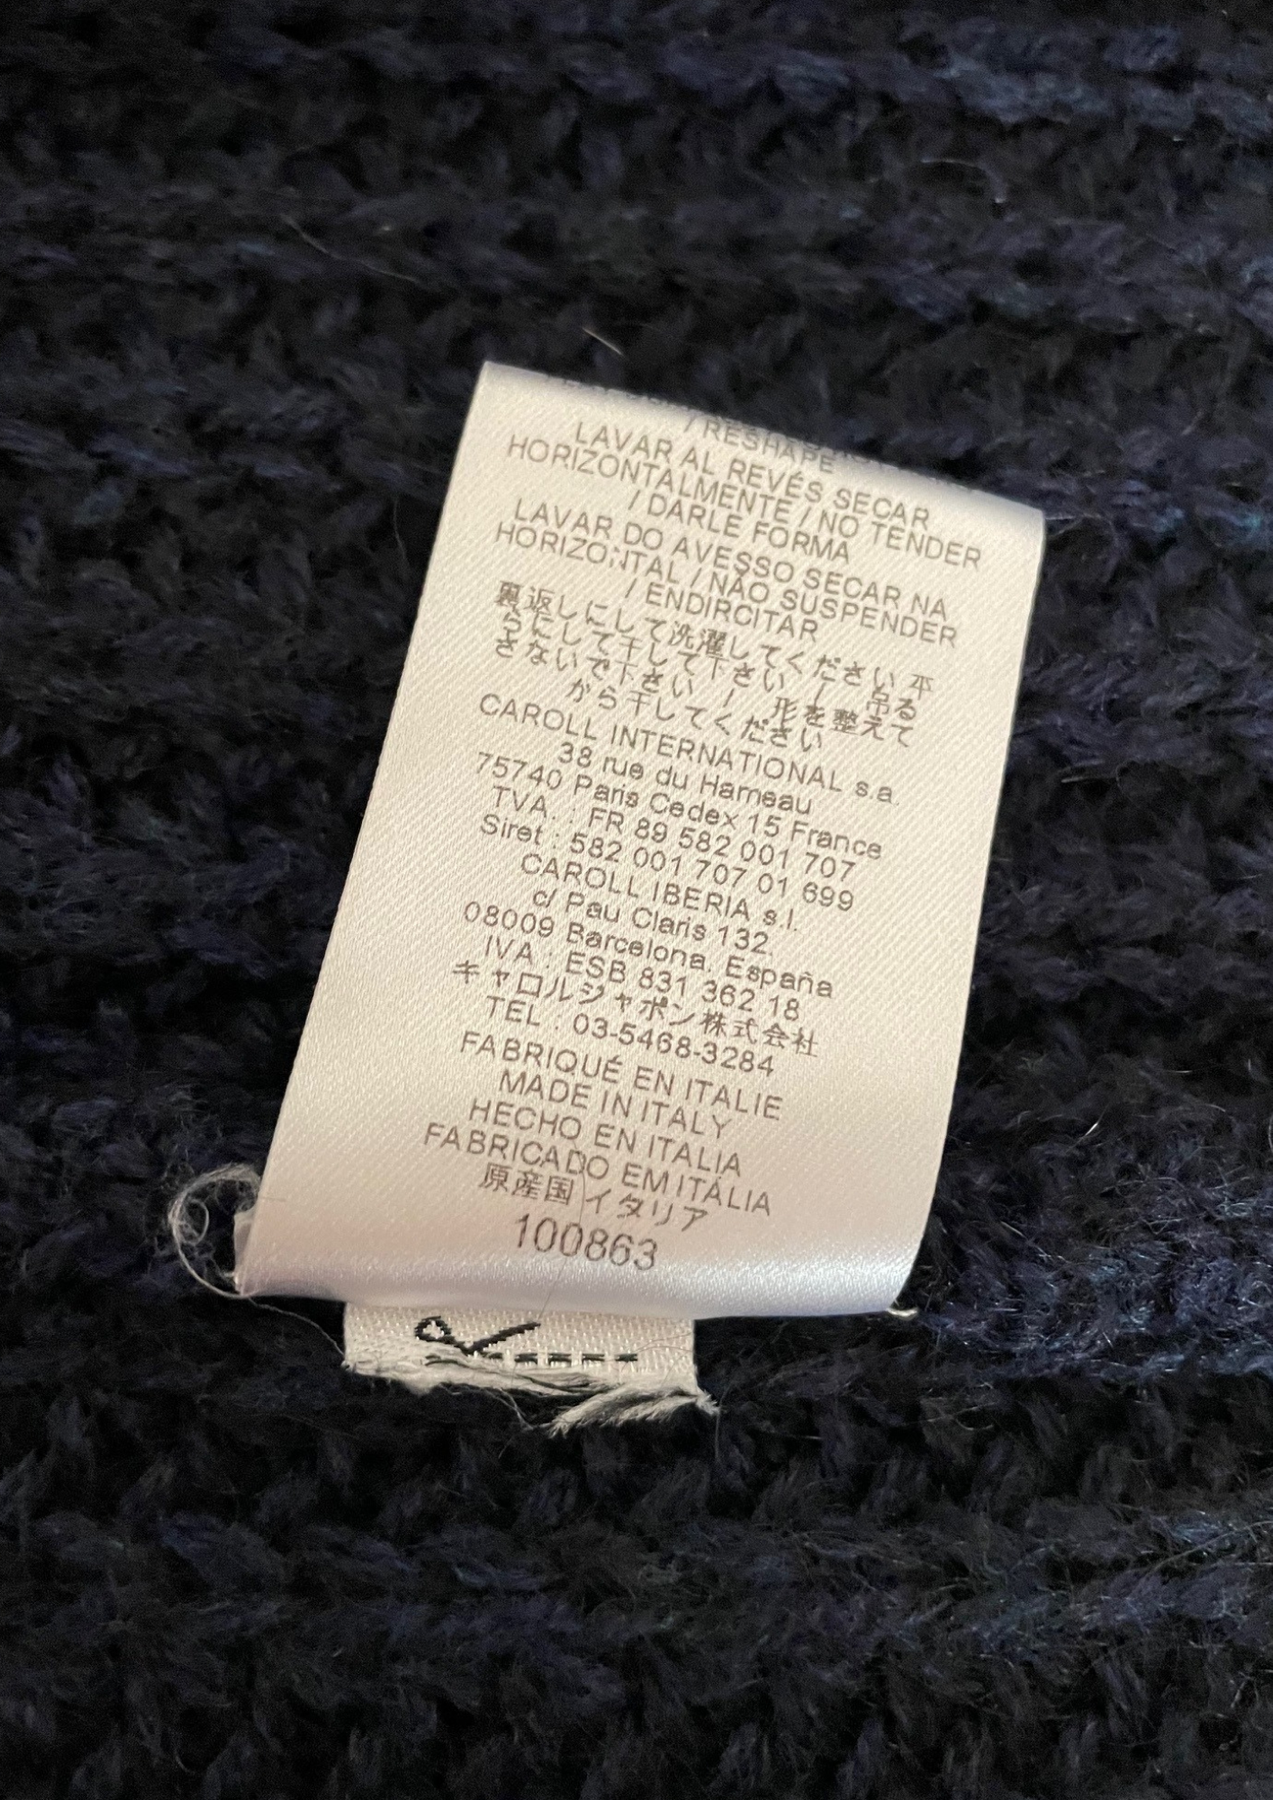 / RESHAPE
LAVAR AL REVÉS SECAR
HORIZONTALMENTE / NO TENDER
/ DARLE FORMA
LAVAR DO AVESSO SECAR NA
HORIZONTAL / NÃO SUSPENDER
/ ENDIRCITAR
裏返しにして洗濯してください 平
らにして干して下さい / 吊る
さないで下さい / 形を整えて
から干してください
CAROLL INTERNATIONAL s.a.
38 rue du Hameau
75740 Paris Cedex 15 France
TVA. : FR 89 582 001 707
Siret : 582 001 707 01 699
CAROLL IBERIA s.l.
c/ Pau Claris 132.
08009 Barcelona. España
IVA : ESB 831 362 18
キャロルジャポン株式会社
TEL : 03-5468-3284
FABRIQUÉ EN ITALIE
MADE IN ITALY
HECHO EN ITALIA
FABRICADO EM ITÁLIA
原産国 イタリア
100863